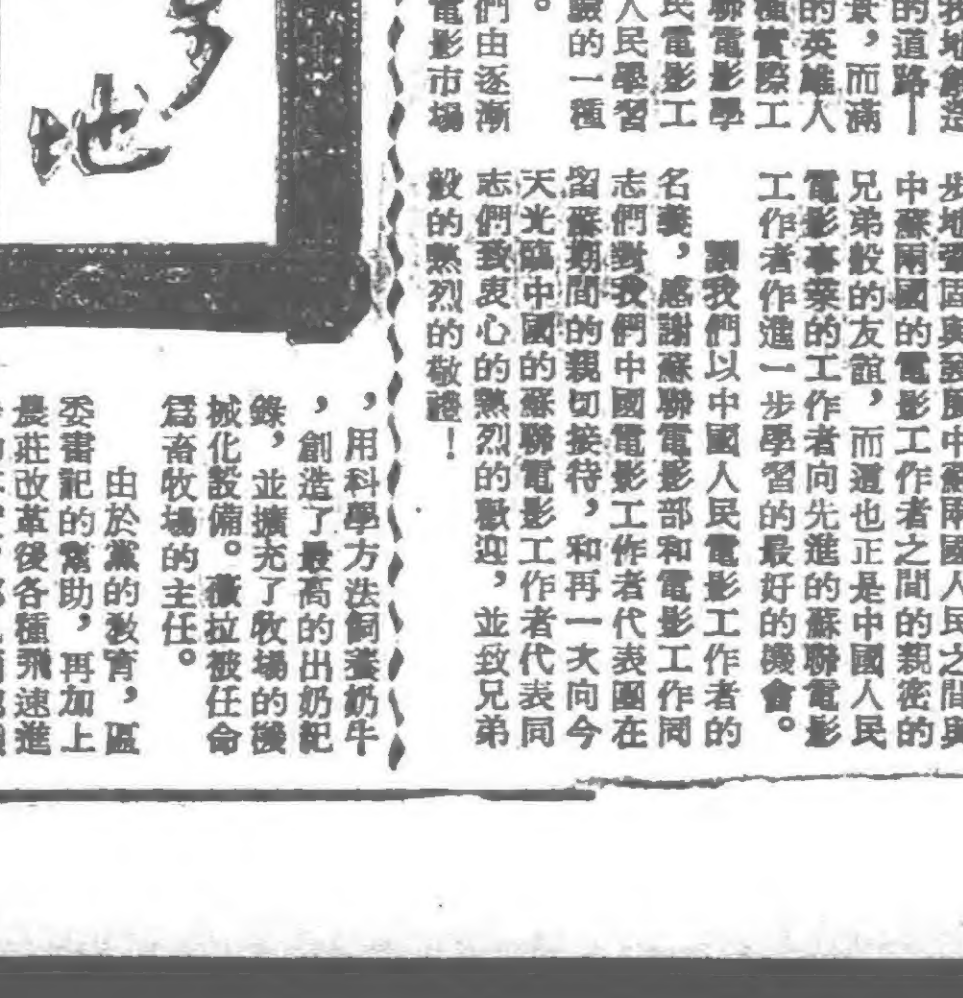 我地創造
的道路—
景，而滿
的英雄人
種實際工
聯電影學
民電影工
人民學習
驗的一種
。
們由逐漸
電影市場
步地鞏固與發展中蘇兩國人民之間與
中蘇兩國的電影工作者之間的親密的
兄弟般的友誼，而這也正是中國人民
電影事業的工作者向先進的蘇聯電影
工作者作進一步學習的最好的機會。
讓我們以中國人民電影工作者的
名義，感謝蘇聯電影部和電影工作同
志們對我們中國電影工作者代表團在
留蘇期間的親切接待，和再一次向今
天光臨中國的蘇聯電影工作者代表同
志們致衷心的熱烈的歡迎，並致兄弟
般的熱烈的敬禮！
地
，用科學方法飼養奶牛
，創造了最高的出奶記
錄，並擴充了牧場的機
械化設備。薇拉被任命
爲畜牧場的主任。
由於黨的教育，區
委書記的幫助，再加上
農莊改革後各種飛速進